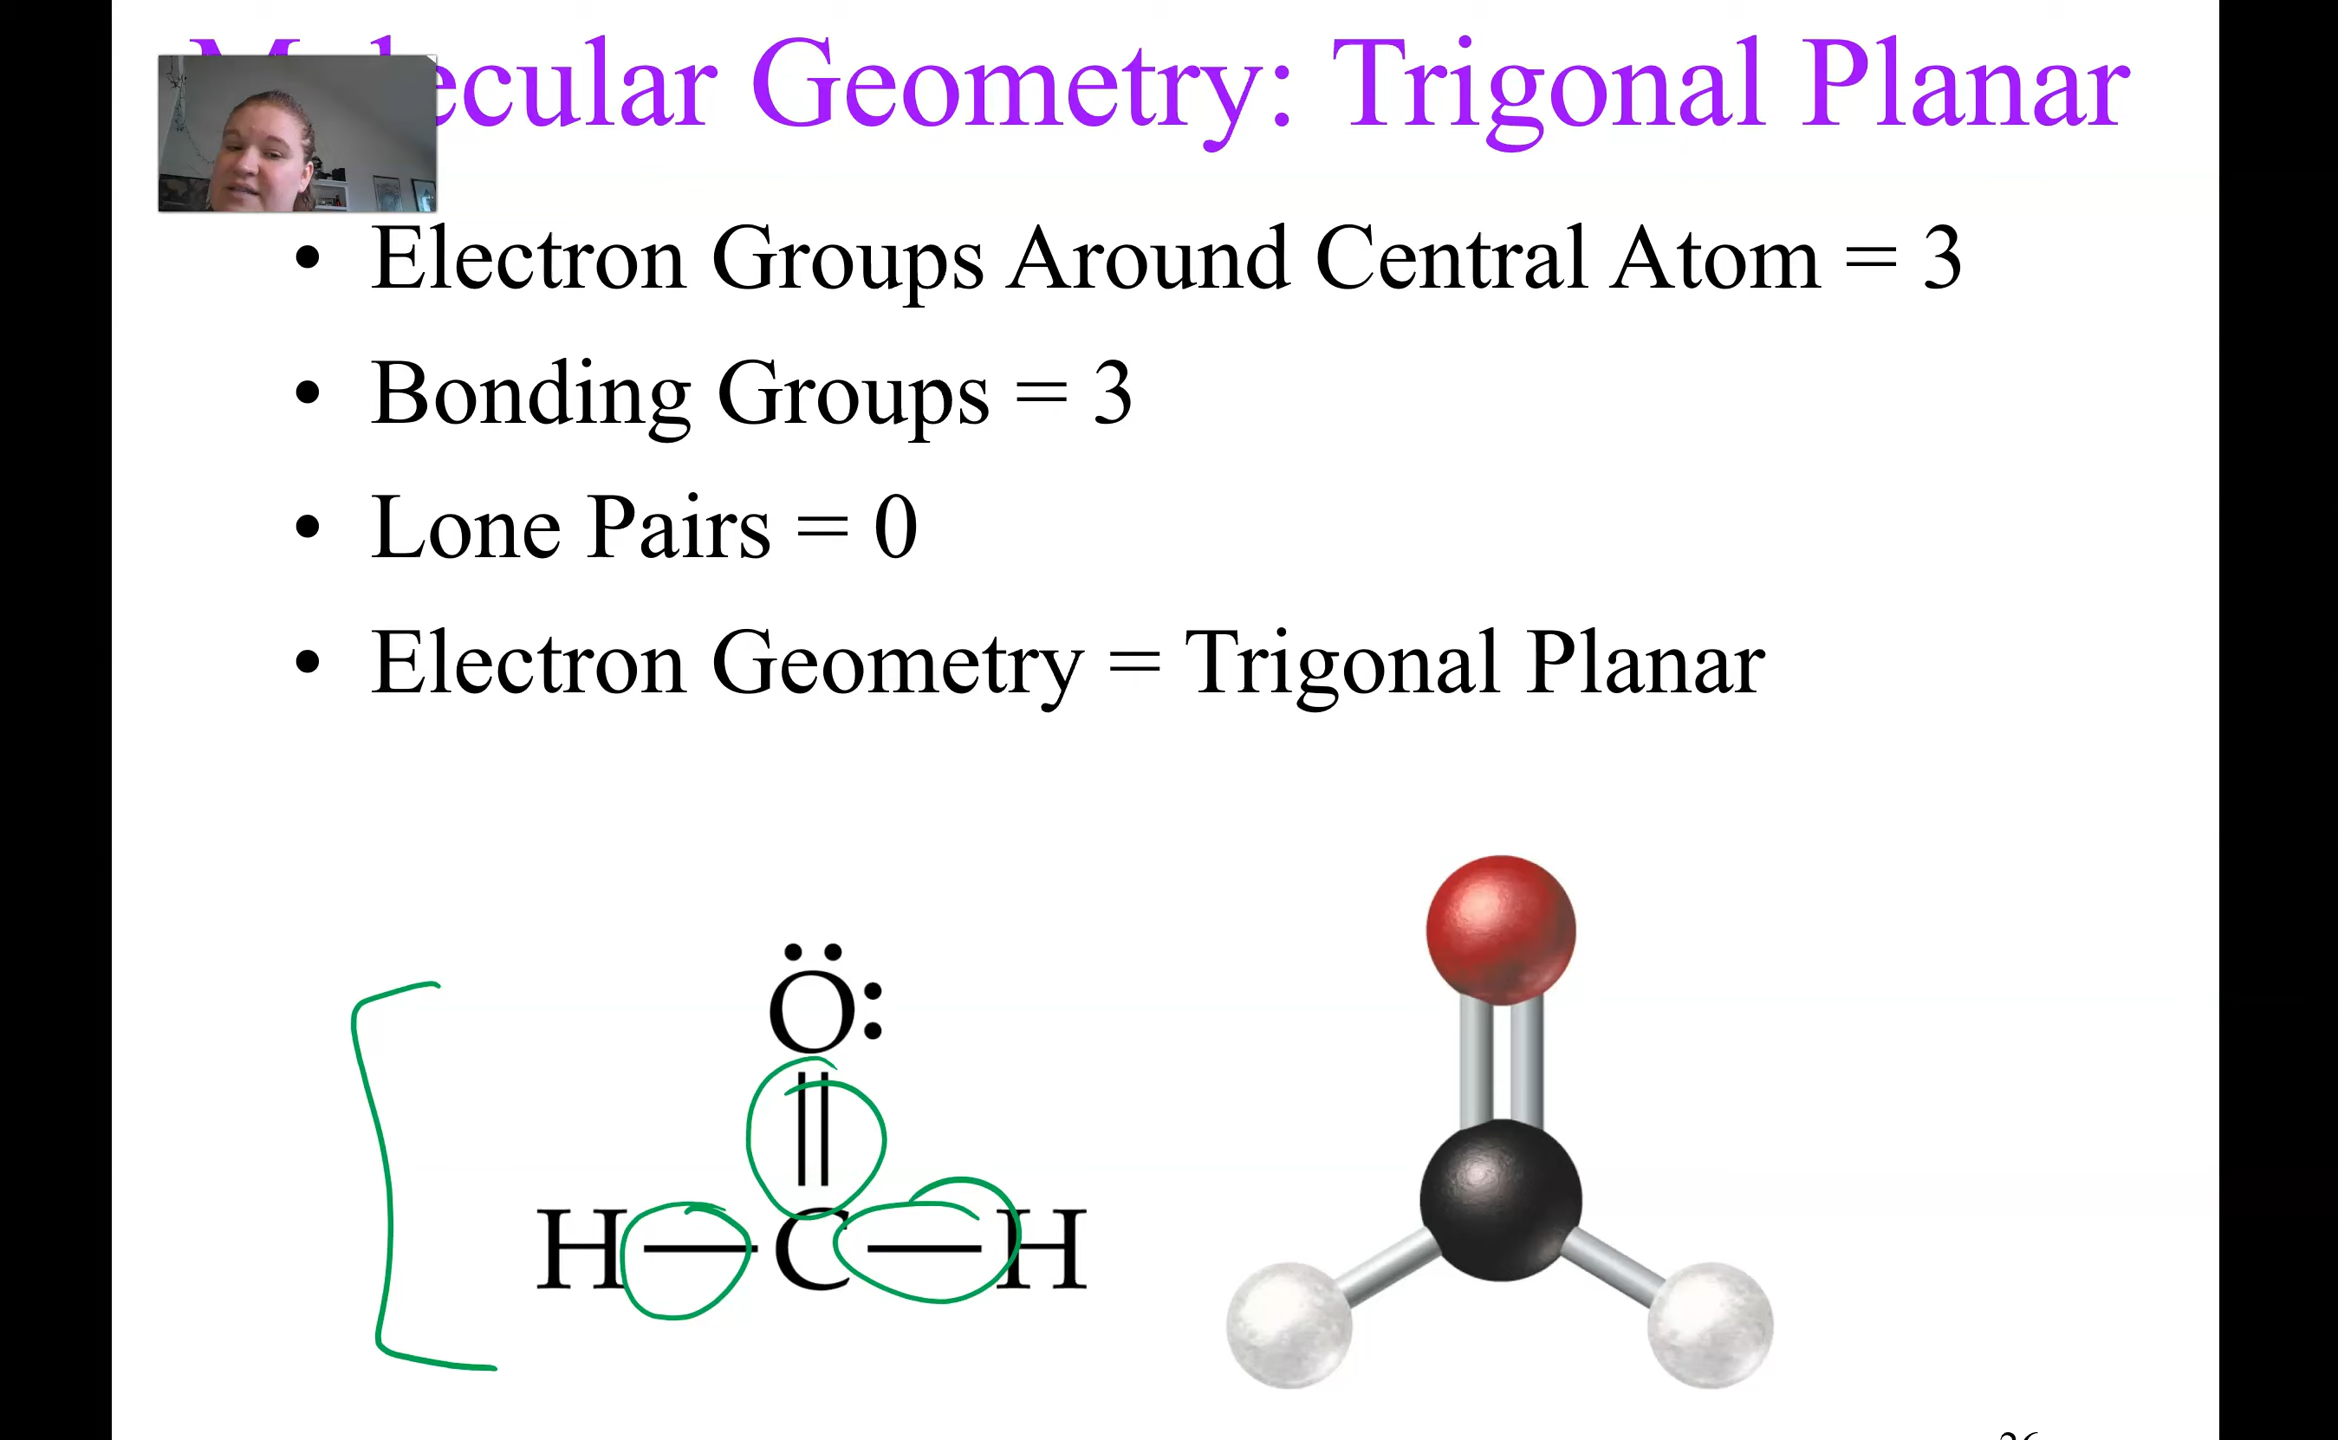 Molecular Geometry: Trigonal Planar
• Electron Groups Around Central Atom = 3
• Bonding Groups = 3
• Lone Pairs = 0
• Electron Geometry = Trigonal Planar
O
H C H